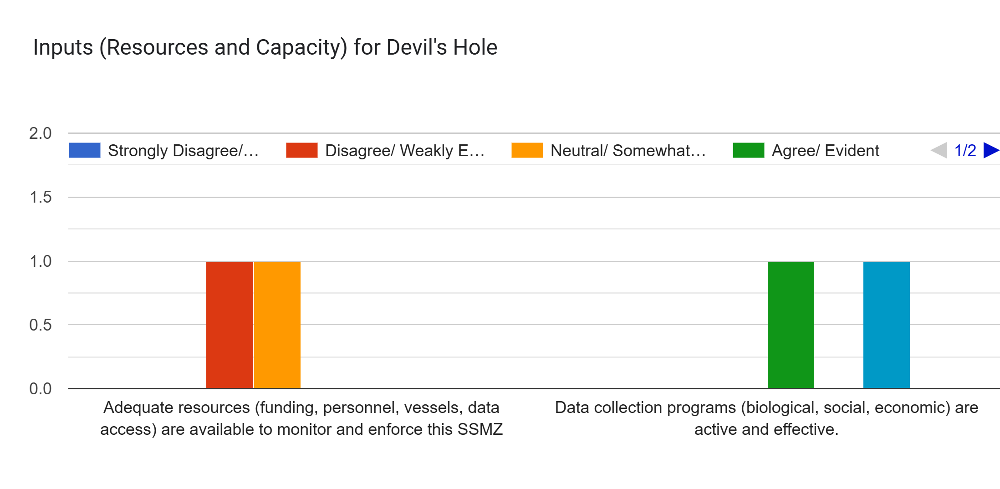 Inputs (Resources and Capacity) for Devil's Hole
2.0
Strongly Disagree/…
Disagree/ Weakly E…
Neutral/ Somewhat…
Agree/ Evident
1/2
1.5
1.0
0.5
0.0
Adequate resources (funding, personnel, vessels, data
access) are available to monitor and enforce this SSMZ
Data collection programs (biological, social, economic) are
active and effective.